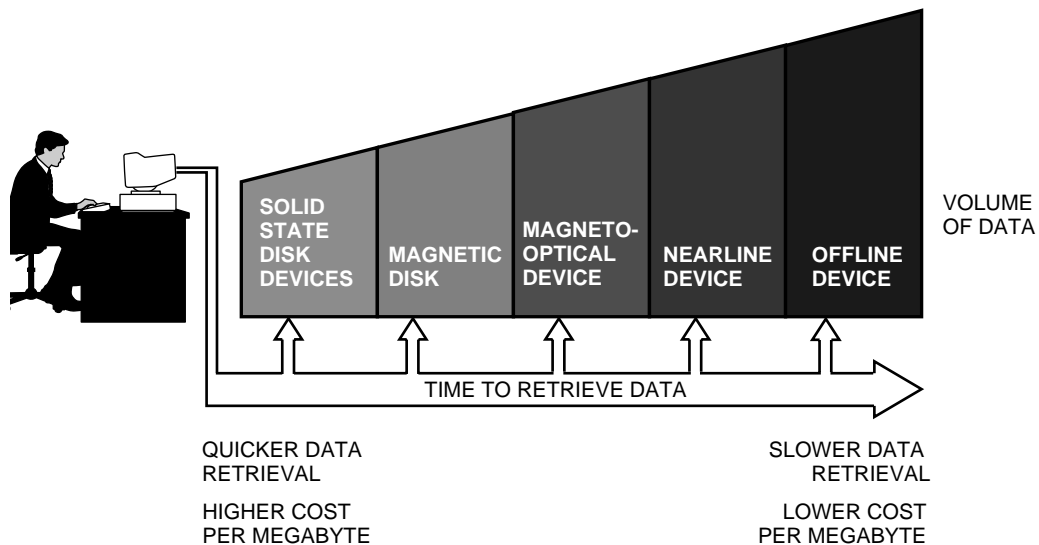 SOLID
STATE
DISK
DEVICES
MAGNETIC
DISK
MAGNETO-
OPTICAL
DEVICE
NEARLINE
DEVICE
OFFLINE
DEVICE
VOLUME
OF DATA
TIME TO RETRIEVE DATA
QUICKER DATA
RETRIEVAL
HIGHER COST
PER MEGABYTE
SLOWER DATA
RETRIEVAL
LOWER COST
PER MEGABYTE